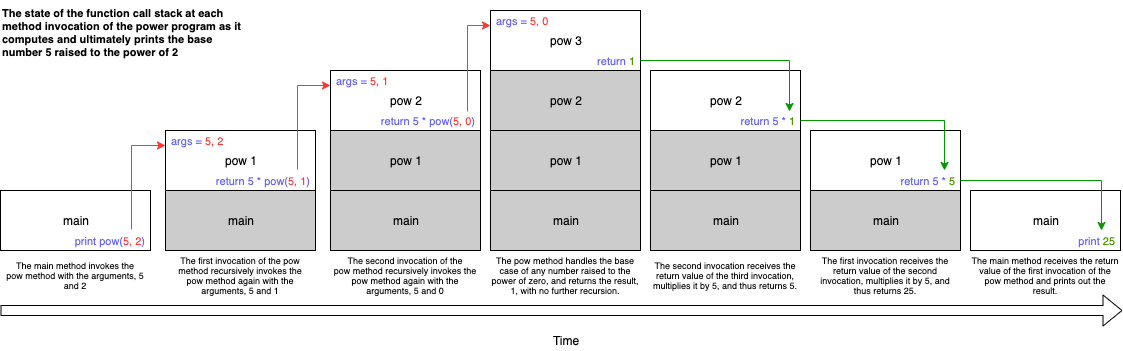 The state of the function call stack at each
method invocation of the power program as it
computes and ultimately prints the base
number 5 raised to the power of 2
main
print pow(5, 2)
The main method invokes the
pow method with the arguments, 5
and 2
args = 5, 2
pow 1
return 5 * pow(5, 1)
main
The first invocation of the pow
method recursively invokes the
pow method again with the
arguments, 5 and 1
args = 5, 1
pow 2
return 5 * pow(5, 0)
pow 1
main
The second invocation of the
pow method recursively invokes the
pow method again with the
arguments, 5 and 0
args = 5, 0
pow 3
return 1
pow 2
pow 1
main
The pow method handles the base
case of any number raised to the
power of zero, and returns the result,
1, with no further recursion.
pow 2
return 5 * 1
pow 1
main
The second invocation receives the
return value of the third invocation,
multiplies it by 5, and thus returns 5.
pow 1
return 5 * 5
main
The first invocation receives the
return value of the second
invocation, multiplies it by 5, and
thus returns 25.
main
print 25
The main method receives the return
value of the first invocation of the
pow method and prints out the
result.
Time